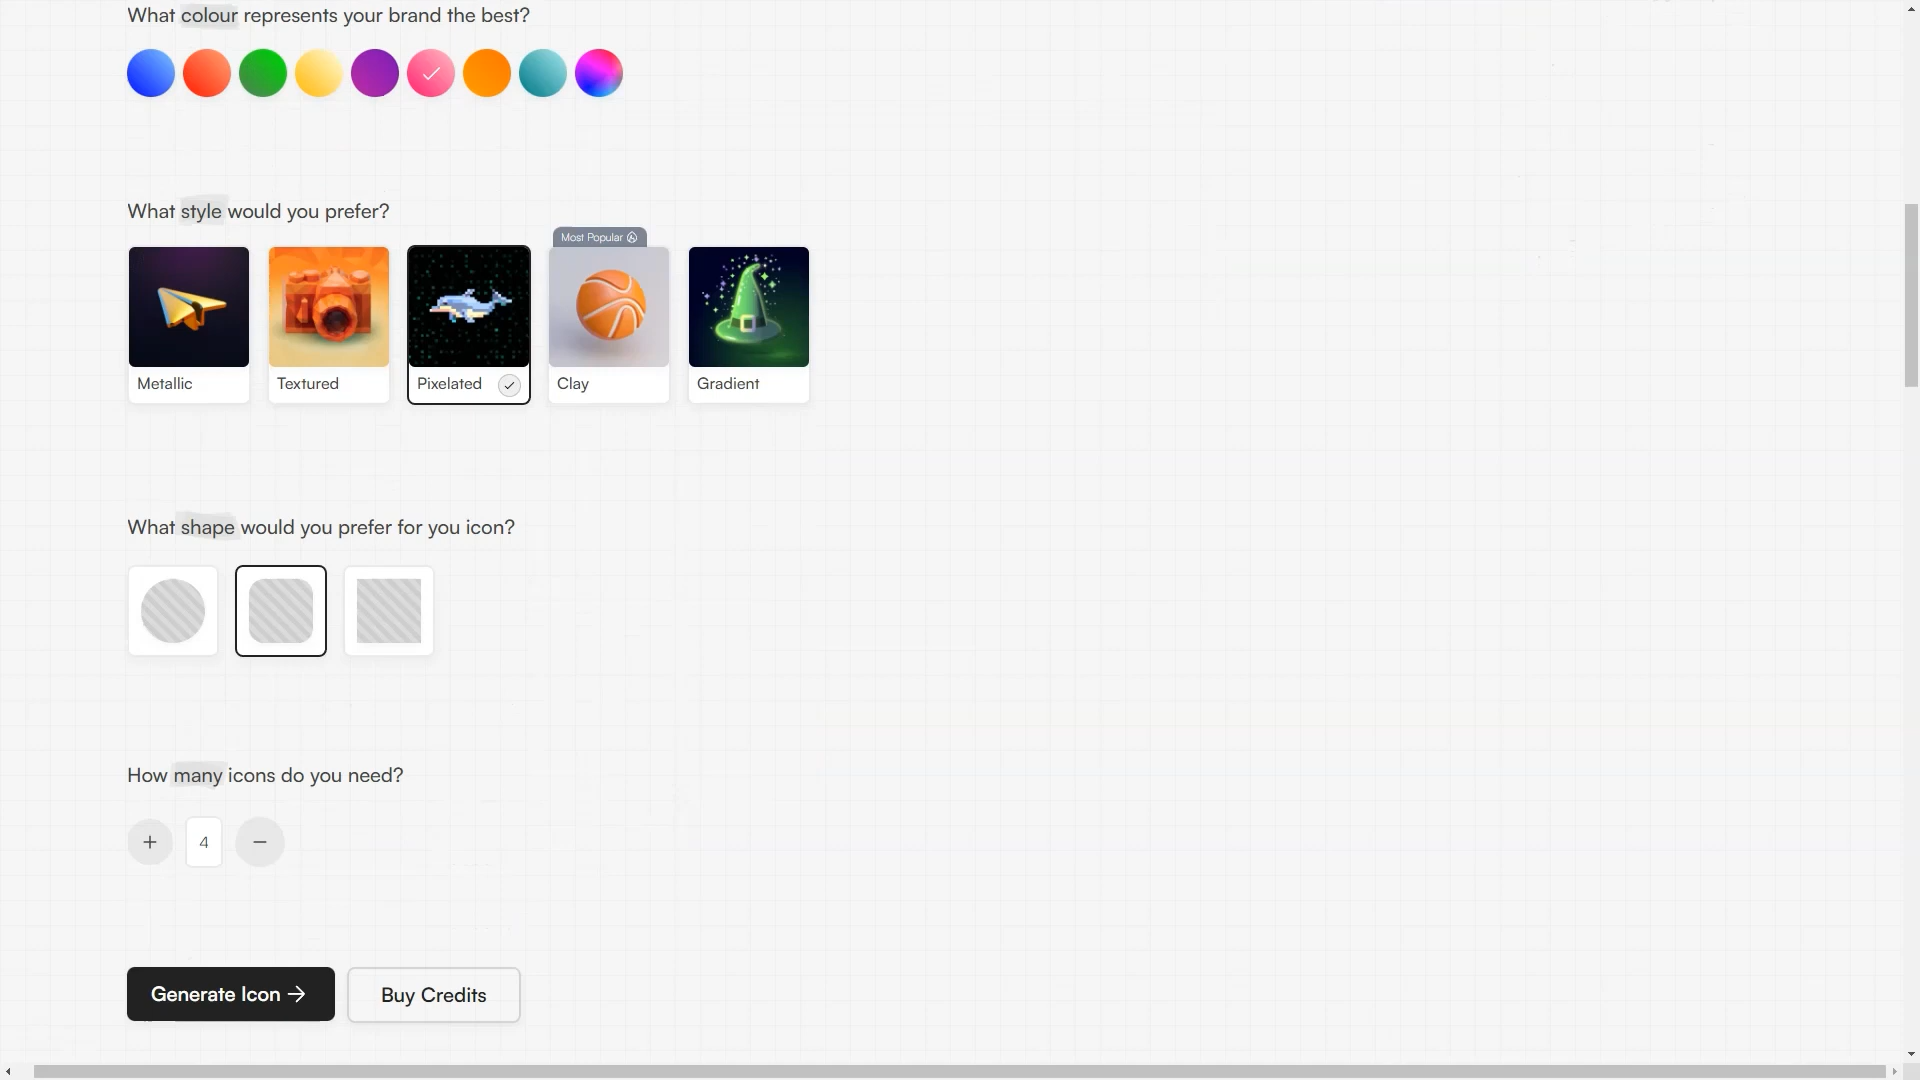 What colour represents your brand the best?
What style would you prefer?
Most Popular
Metallic
Textured
Pixelated
Clay
Gradient
What shape would you prefer for you icon?
How many icons do you need?
+ 4 −
Generate Icon →
Buy Credits